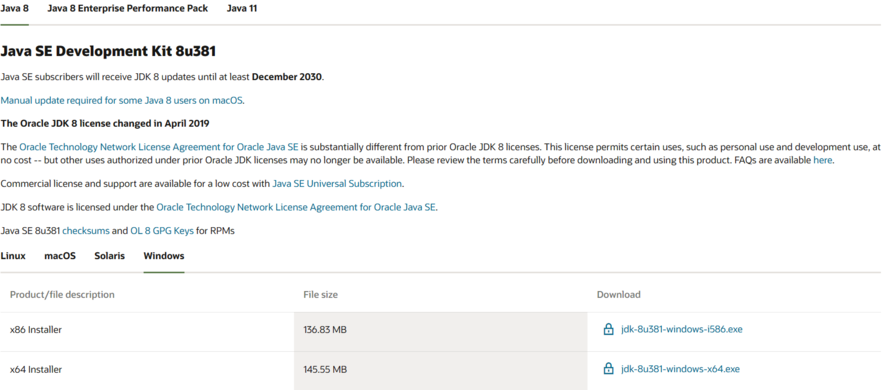 Java 8 Java 8 Enterprise Performance Pack Java 11
Java SE Development Kit 8u381
Java SE subscribers will receive JDK 8 updates until at least December 2030.
Manual update required for some Java 8 users on macOS.
The Oracle JDK 8 license changed in April 2019
The Oracle Technology Network License Agreement for Oracle Java SE is substantially different from prior Oracle JDK 8 licenses. This license permits certain uses, such as personal use and development use, at
no cost -- but other uses authorized under prior Oracle JDK licenses may no longer be available. Please review the terms carefully before downloading and using this product. FAQs are available here.
Commercial license and support are available for a low cost with Java SE Universal Subscription.
JDK 8 software is licensed under the Oracle Technology Network License Agreement for Oracle Java SE.
Java SE 8u381 checksums and OL 8 GPG Keys for RPMs
Linux macOS Solaris Windows
Product/file description File size Download
x86 Installer 136.83 MB jdk-8u381-windows-i586.exe
x64 Installer 145.55 MB jdk-8u381-windows-x64.exe